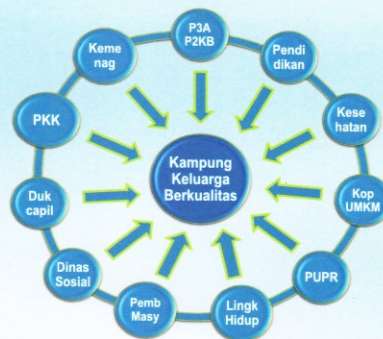 P3A
P2KB
Pendi
dikan
Kese
hatan
Kop
UMKM
PUPR
Lingk
Hidup
Pemb
Masy
Dinas
Sosial
Duk
capil
PKK
Keme
nag
Kampung
Keluarga
Berkualitas